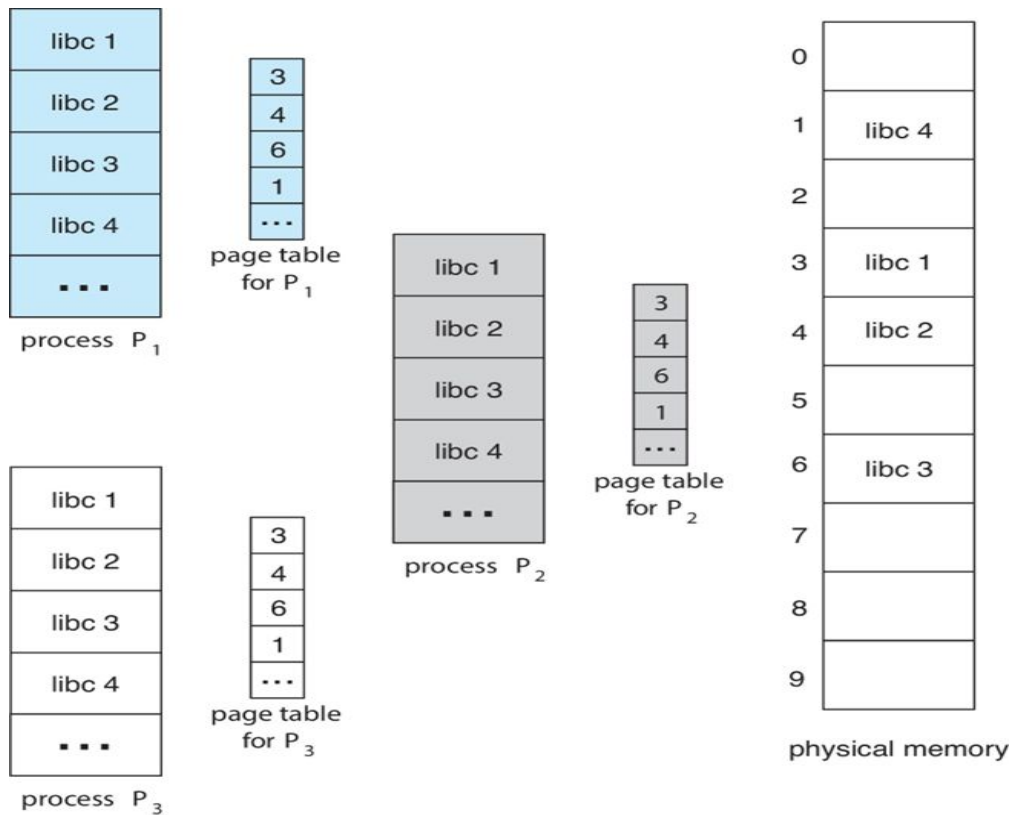 libc 1
libc 2
libc 3
libc 4
...
process P1
3
4
6
1
...
page table
for P1
libc 1
libc 2
libc 3
libc 4
...
process P2
3
4
6
1
...
page table
for P2
libc 1
libc 2
libc 3
libc 4
...
process P3
3
4
6
1
...
page table
for P3
0
1 libc 4
2
3 libc 1
4 libc 2
5
6 libc 3
7
8
9
physical memory